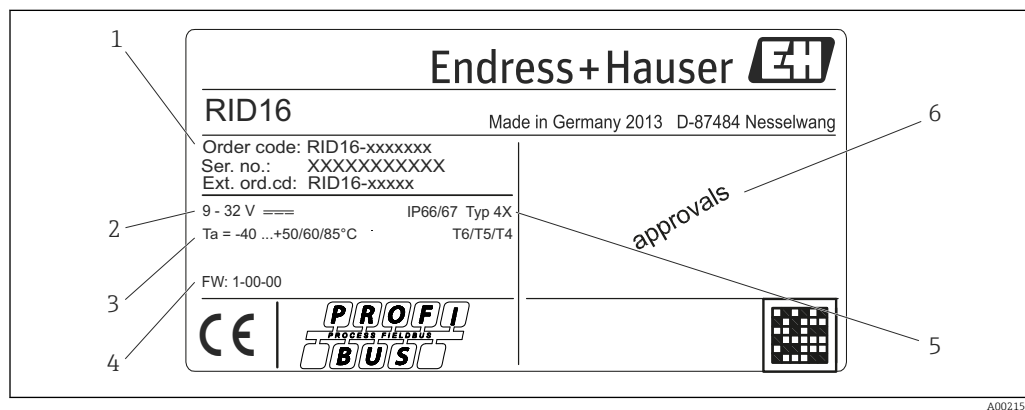 1
Endress+Hauser EH
RID16
Made in Germany 2013 D-87484 Nesselwang
6
Order code: RID16-xxxxxxx
Ser. no.: XXXXXXXXXXX
Ext. ord.cd: RID16-xxxxx
2
9 - 32 V
IP66/67 Typ 4X
approvals
Ta = -40 ...+50/60/85°C
T6/T5/T4
3
FW: 1-00-00
4
CE
PROFI
PROCESS FIELDBUS
BUS
5
A00215